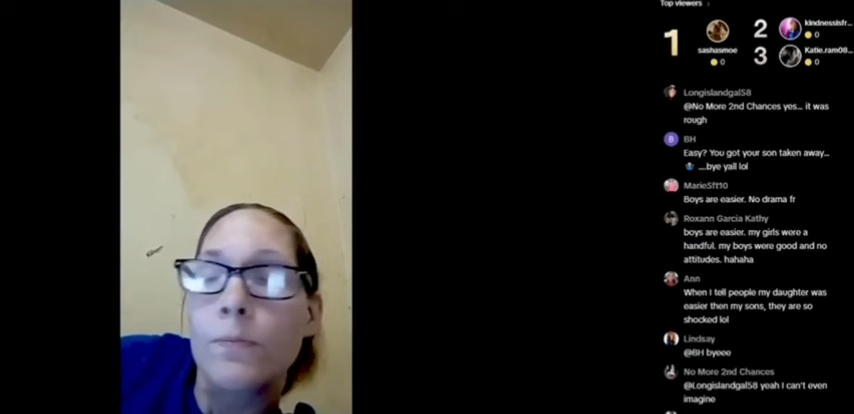 Top viewers
1
sashasmoe
0
2
kindnessisfr...
0
3
Katie.ram08...
0
Longislandgal58
@No More 2nd Chances yes... it was
rough
B
BH
Easy? You got your son taken away...
....bye yall lol
MarieSft10
Boys are easier. No drama fr
Roxann Garcia Kathy
boys are easier. my girls were a
handful. my boys were good and no
attitudes. hahaha
Ann
When I tell people my daughter was
easier then my sons, they are so
shocked lol
Lindsay
@BH byeee
No More 2nd Chances
@Longislandgal58 yeah I can't even
imagine